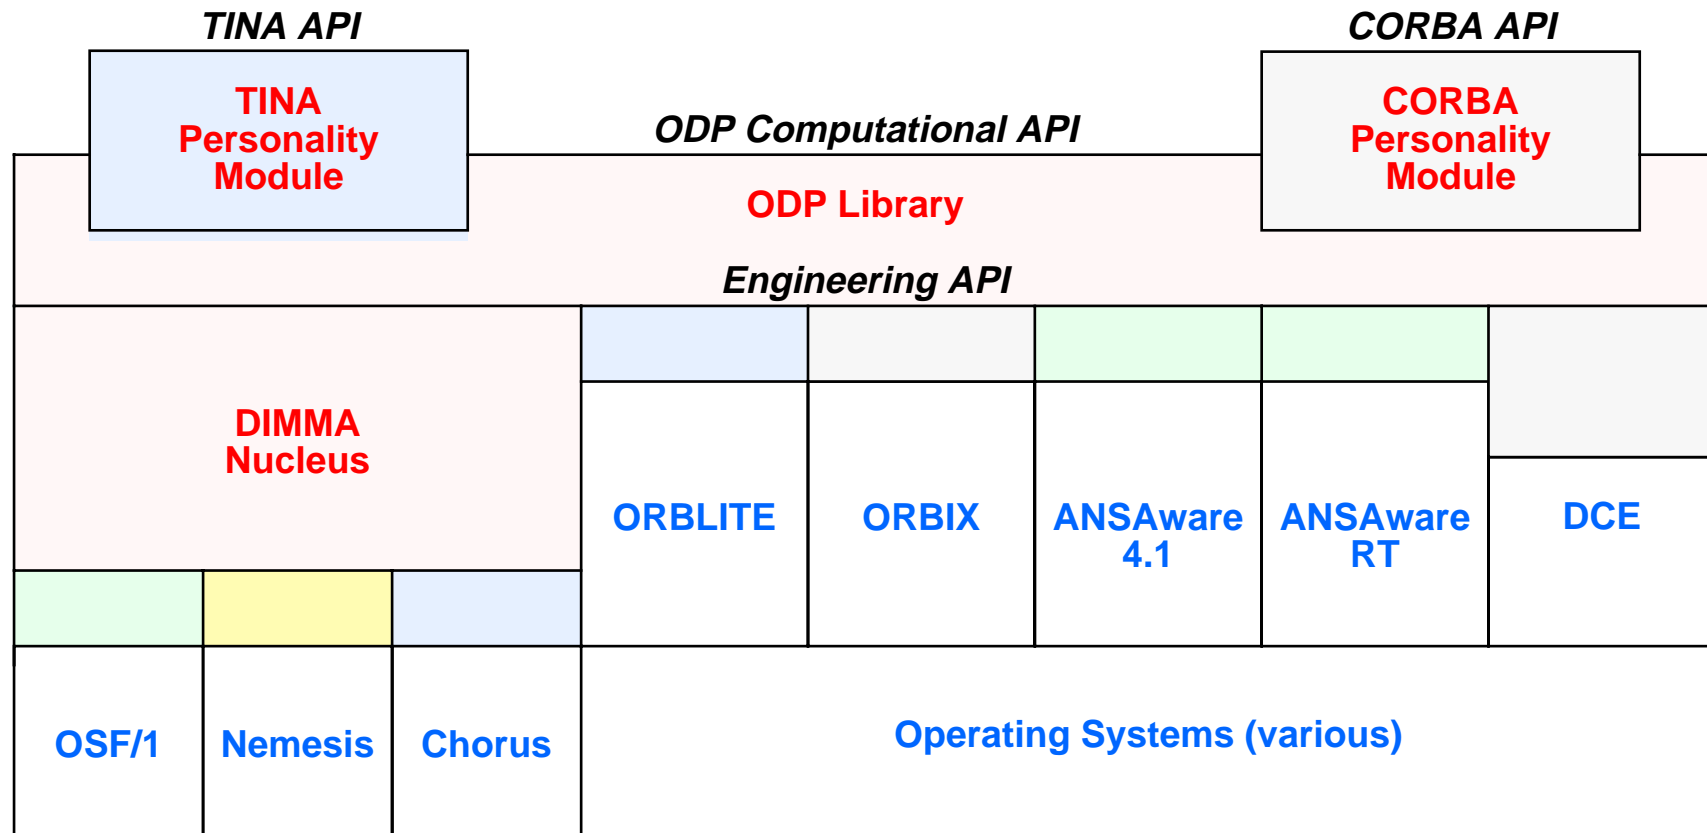 TINA API
CORBA API
TINA
Personality
Module
CORBA
Personality
Module
ODP Computational API
ODP Library
Engineering API
DIMMA
Nucleus
ORBLITE
ORBIX
ANSAware
4.1
ANSAware
RT
DCE
OSF/1
Nemesis
Chorus
Operating Systems (various)